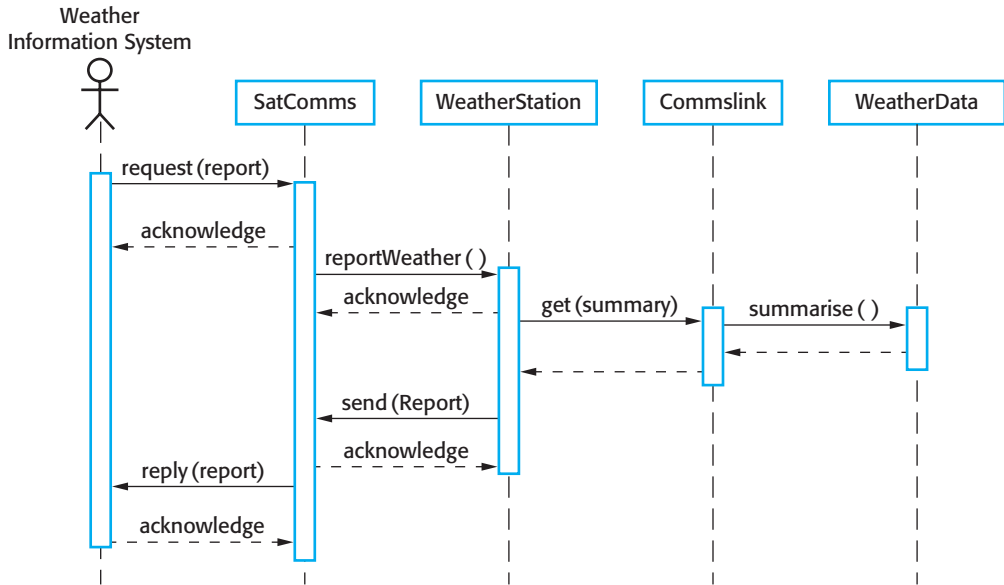 Weather
Information System
SatComms
WeatherStation
Commslink
WeatherData
request (report)
acknowledge
reportWeather ( )
acknowledge
get (summary)
summarise ( )
send (Report)
acknowledge
reply (report)
acknowledge